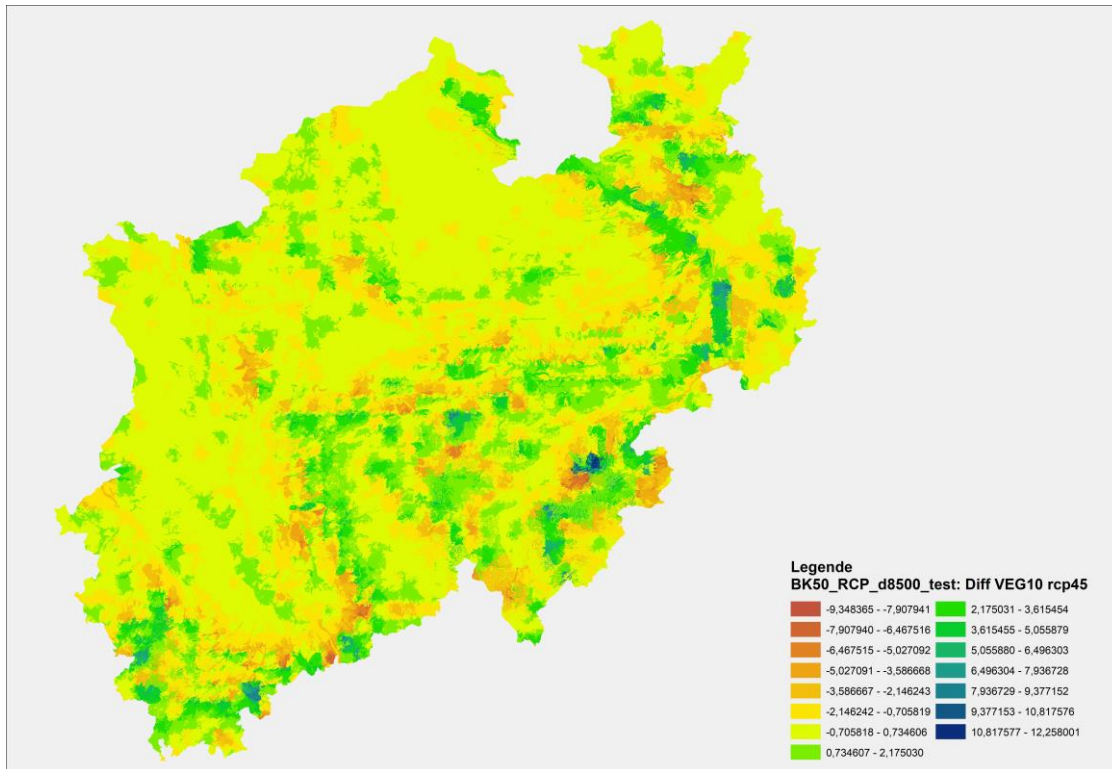 Legende
BK50_RCP_d8500_test: Diff VEG10 rcp45
-9,348365 - -7,907941
-7,907940 - -6,467516
-6,467515 - -5,027092
-5,027091 - -3,586668
-3,586667 - -2,146243
-2,146242 - -0,705819
-0,705818 - 0,734606
0,734607 - 2,175030
2,175031 - 3,615454
3,615455 - 5,055879
5,055880 - 6,496303
6,496304 - 7,936728
7,936729 - 9,377152
9,377153 - 10,817576
10,817577 - 12,258001